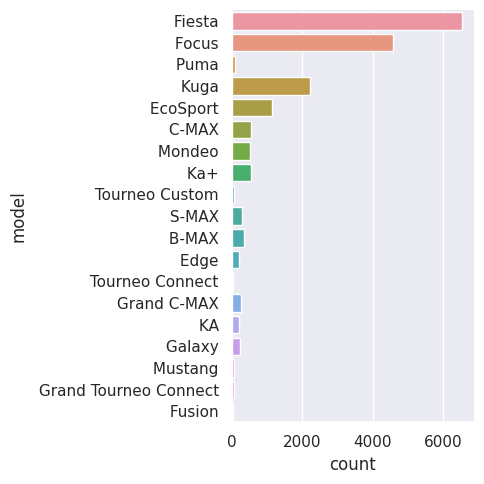 Fiesta
Focus
Puma
Kuga
EcoSport
C-MAX
Mondeo
Ka+
Tourneo Custom
S-MAX
B-MAX
Edge
Tourneo Connect
Grand C-MAX
KA
Galaxy
Mustang
Grand Tourneo Connect
Fusion
model
0 2000 4000 6000
count